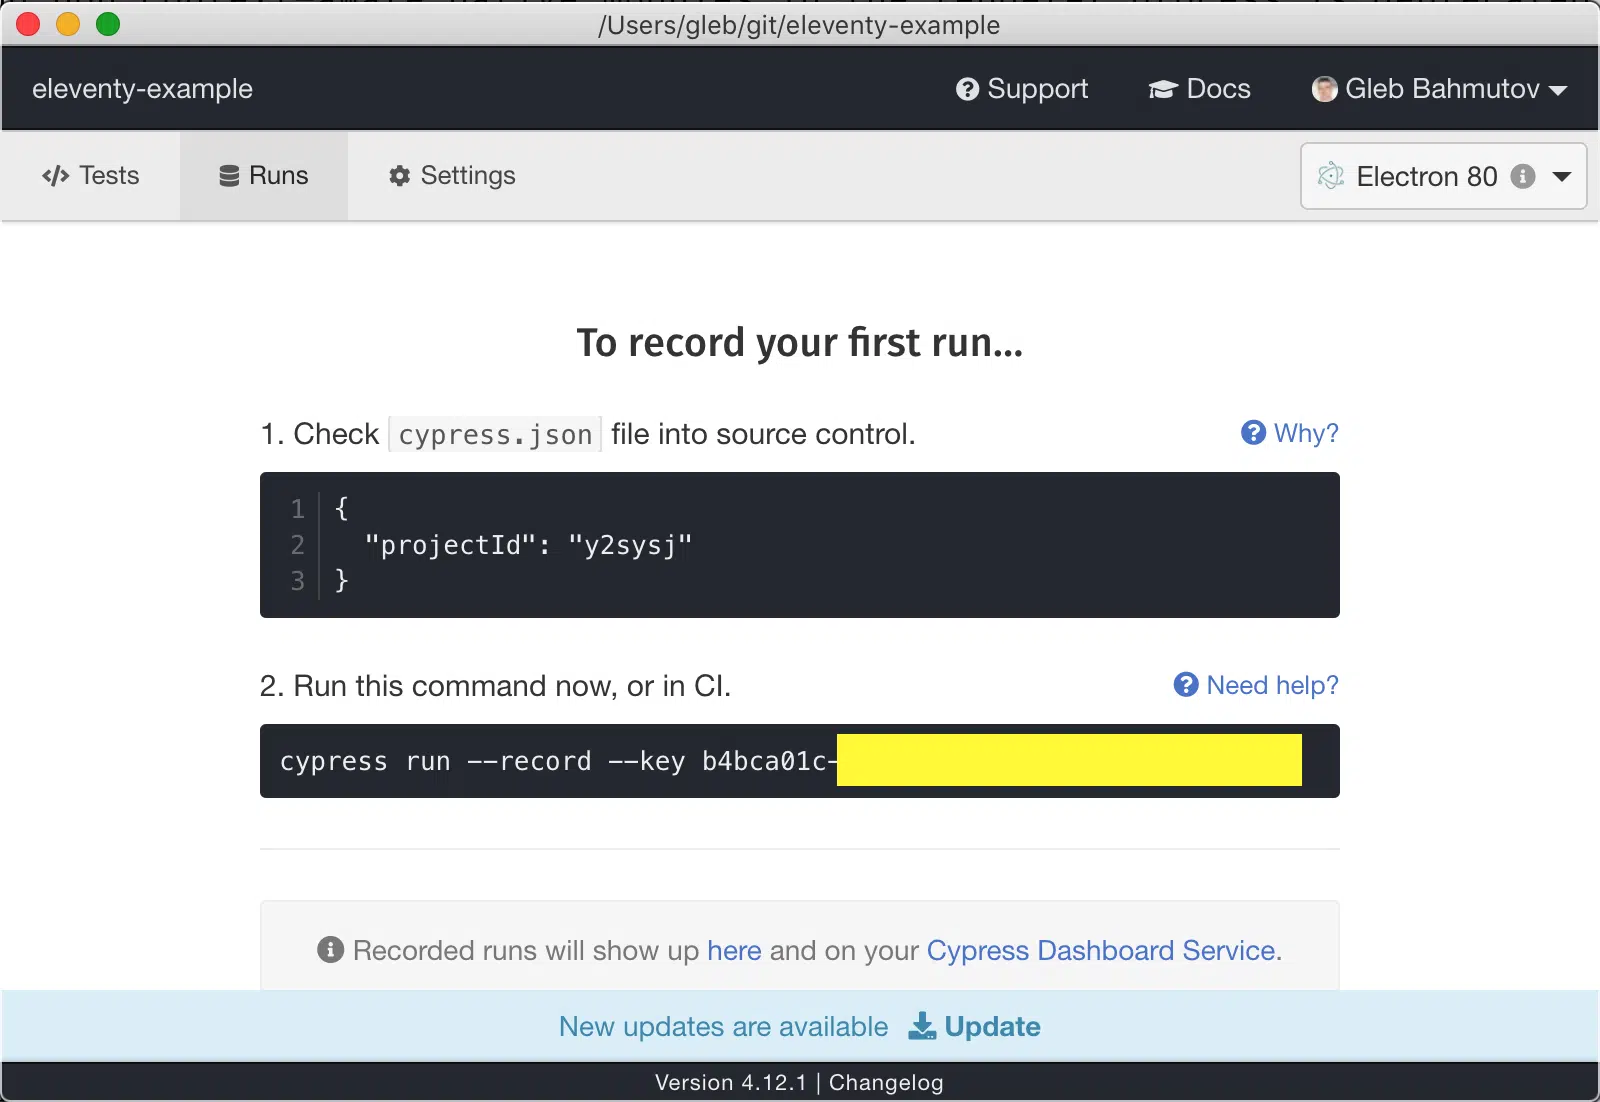 /Users/gleb/git/eleventy-example
eleventy-example Support Docs Gleb Bahmutov
Tests Runs Settings Electron 80
To record your first run...
1. Check cypress.json file into source control. Why?
1 {
2 "projectId": "y2sysj"
3 }
2. Run this command now, or in CI. Need help?
cypress run --record --key b4bca01c-
Recorded runs will show up here and on your Cypress Dashboard Service.
New updates are available Update
Version 4.12.1 | Changelog